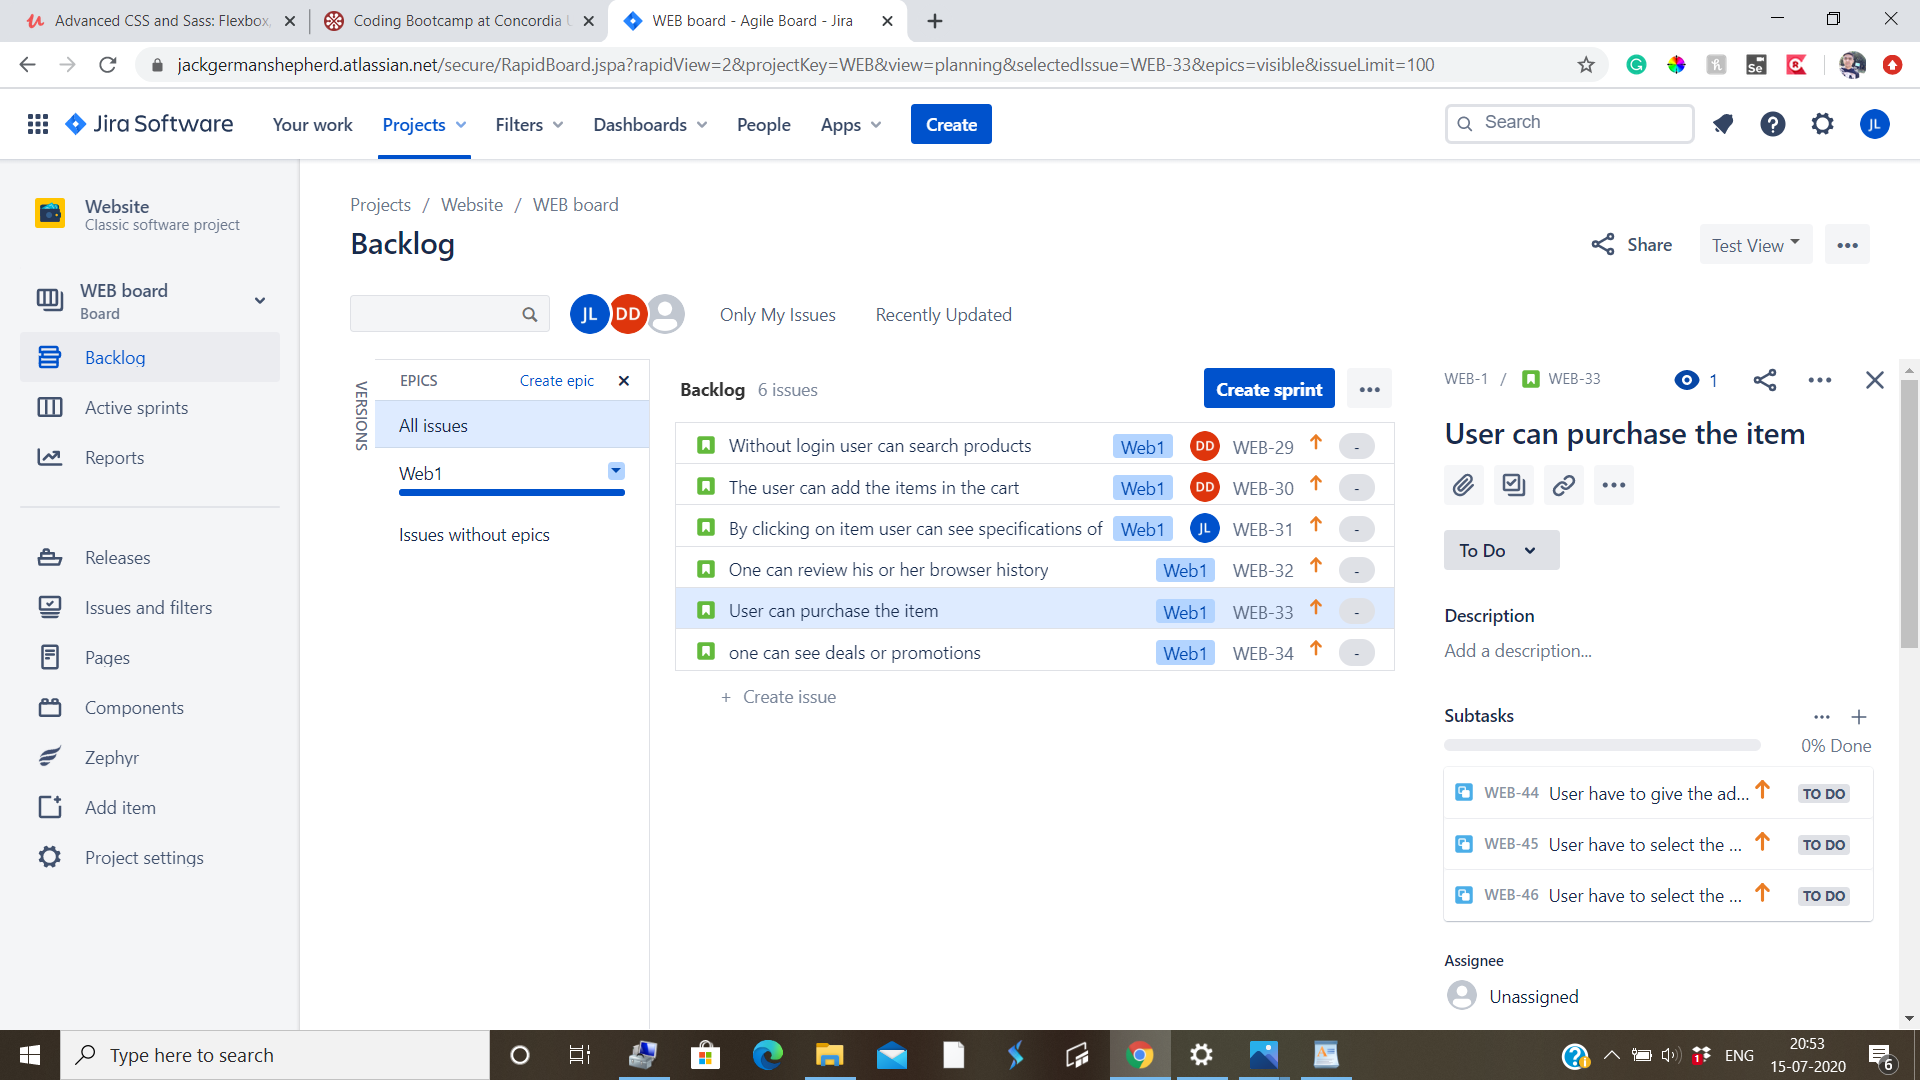 Advanced CSS and Sass: Flexbox,
Coding Bootcamp at Concordia U
WEB board - Agile Board - Jira
jackgermanshepherd.atlassian.net/secure/RapidBoard.jspa?rapidView=2&projectKey=WEB&view=planning&selectedIssue=WEB-33&epics=visible&issueLimit=100
Jira Software
Your work
Projects
Filters
Dashboards
People
Apps
Create
Search
JL
Website
Classic software project
WEB board
Board
Backlog
Active sprints
Reports
Releases
Issues and filters
Pages
Components
Zephyr
Add item
Project settings
Projects / Website / WEB board
Backlog
Share
Test View
JL DD
Only My Issues
Recently Updated
VERSIONS
EPICS
Create epic
All issues
Web1
Issues without epics
Backlog 6 issues
Create sprint
Without login user can search products Web1 DD WEB-29 -
The user can add the items in the cart Web1 DD WEB-30 -
By clicking on item user can see specifications of Web1 JL WEB-31 -
One can review his or her browser history Web1 WEB-32 -
User can purchase the item Web1 WEB-33 -
one can see deals or promotions Web1 WEB-34 -
+ Create issue
WEB-1 / WEB-33
1
User can purchase the item
To Do
Description
Add a description...
Subtasks
0% Done
WEB-44 User have to give the ad... TO DO
WEB-45 User have to select the ... TO DO
WEB-46 User have to select the ... TO DO
Assignee
Unassigned
Type here to search
ENG
20:53
15-07-2020
6
1
Se